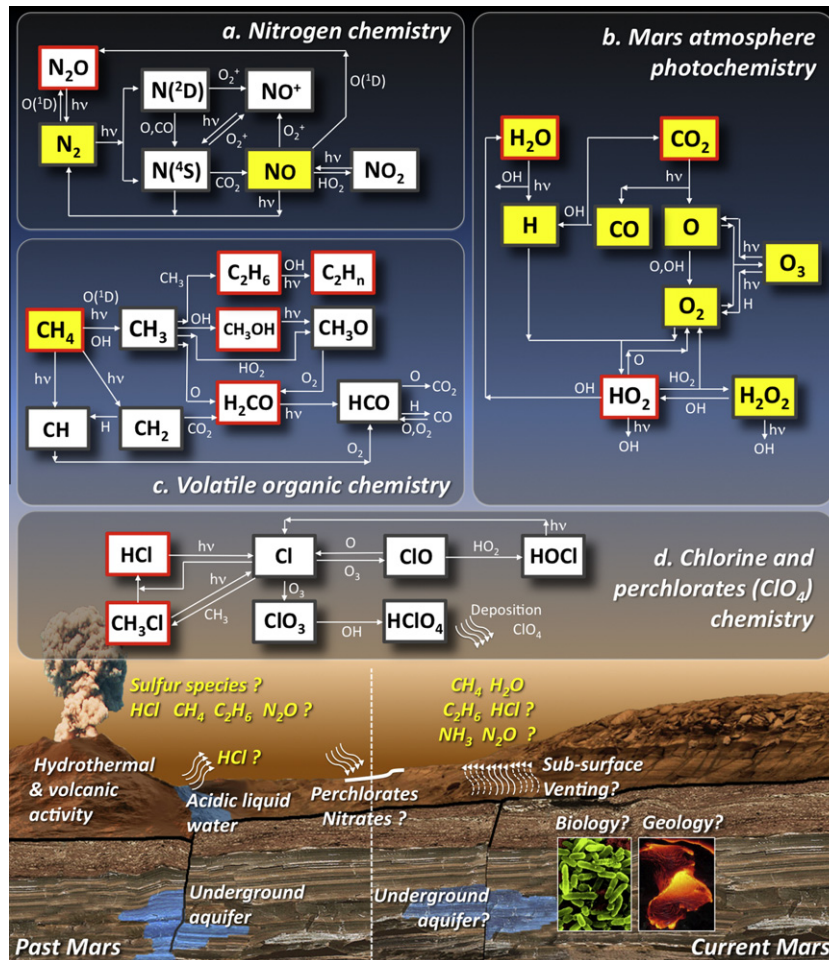 a. Nitrogen chemistry
N₂O
O(¹D)
hν
N₂
hν
N(²D)
O₂⁺
NO⁺
O(¹D)
O,CO
hν
O₂⁺
O₂⁺
N(⁴S)
CO₂
NO
hν
HO₂
NO₂
hν
b. Mars atmosphere
photochemistry
H₂O
CO₂
OH
hν
hν
H
OH
CO
O
hν
O₃
O,OH
hν
H
O₂
O
OH
HO₂
HO₂
OH
H₂O₂
hν
OH
hν
OH
C₂H₆
OH
hν
C₂Hₙ
CH₃
O(¹D)
CH₄
hν
OH
CH₃
OH
CH₃OH
hν
CH₃O
HO₂
hν
hν
O
O₂
H₂CO
hν
HCO
O
CO₂
H
CO
O,O₂
CH
H
CH₂
CO₂
O₂
c. Volatile organic chemistry
hν
HCl
hν
Cl
O
O₃
ClO
HO₂
HOCl
d. Chlorine and
perchlorates (ClO₄)
chemistry
hν
CH₃
O₃
CH₃Cl
ClO₃
OH
HClO₄
Deposition
ClO₄
Sulfur species ?
HCl CH₄ C₂H₆ N₂O ?
CH₄ H₂O
C₂H₆ HCl ?
NH₃ N₂O ?
HCl ?
Hydrothermal
& volcanic
activity
Acidic liquid
water
Perchlorates
Nitrates ?
Sub-surface
Venting?
Biology?
Geology?
Underground
aquifer
Underground
aquifer?
Past Mars
Current Mars